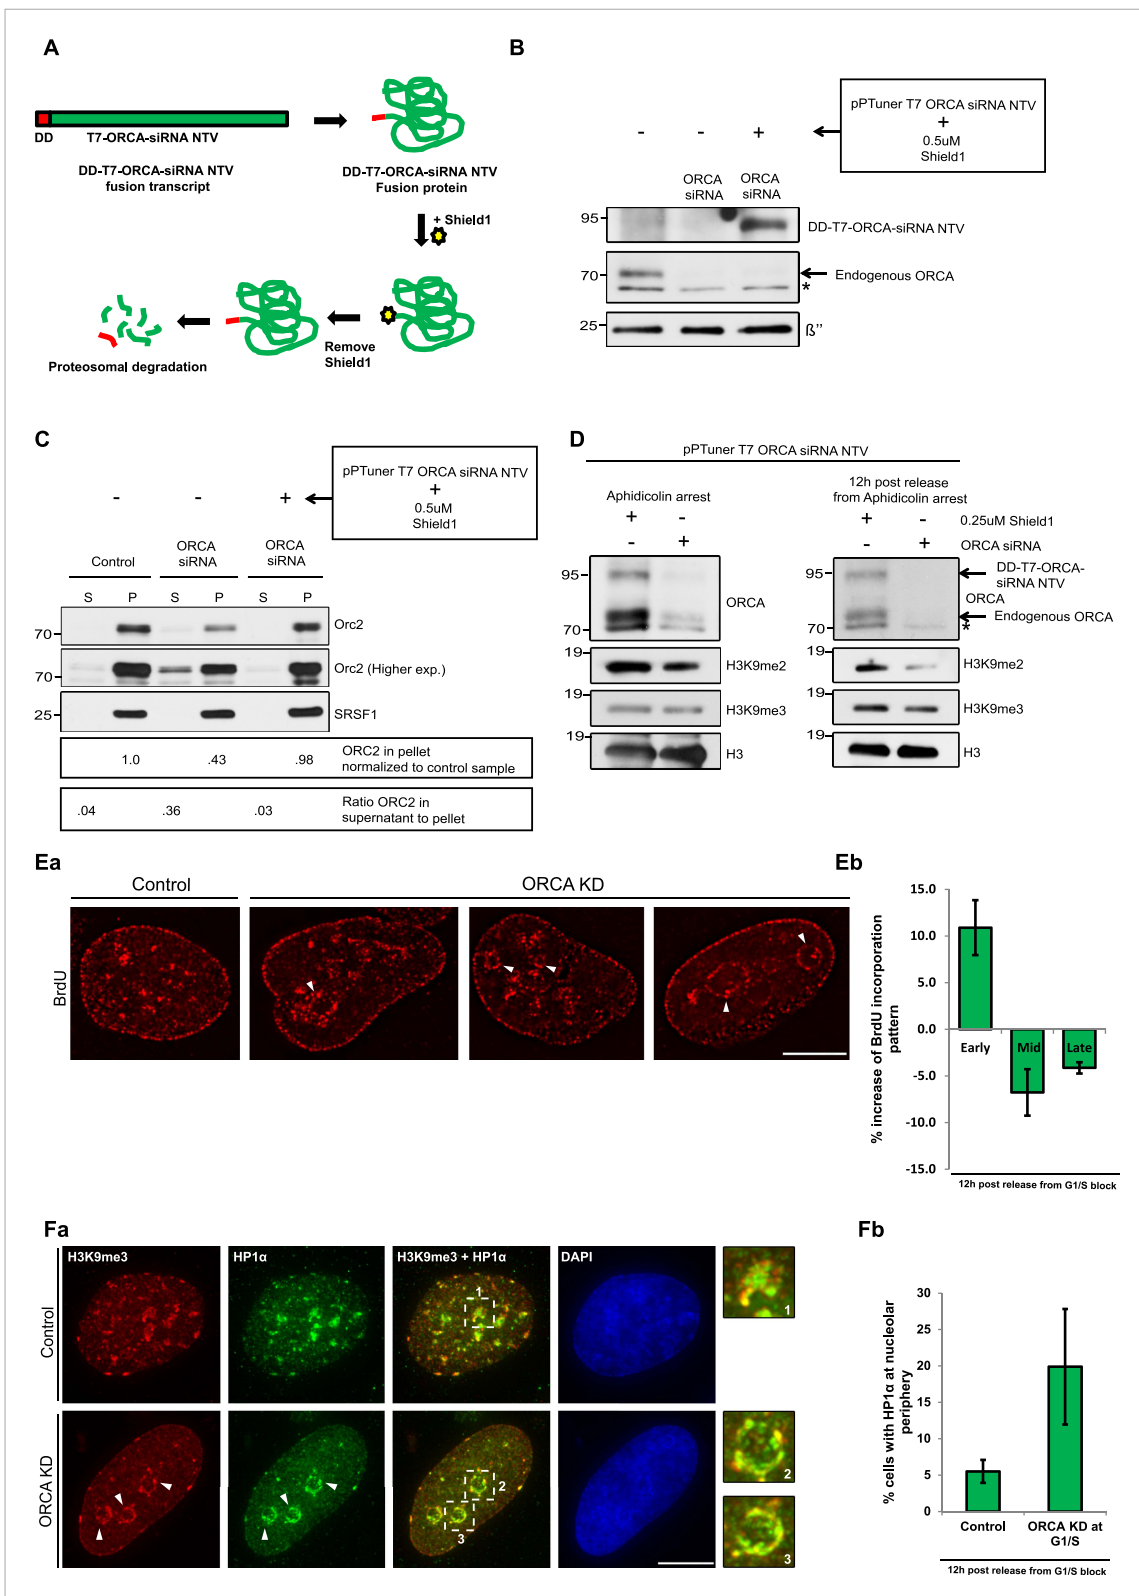 A
DD
T7-ORCA-siRNA NTV
DD-T7-ORCA-siRNA NTV
fusion transcript
DD-T7-ORCA-siRNA NTV
Fusion protein
+ Shield1
Remove
Shield1
Proteosomal degradation
B
pPTuner T7 ORCA siRNA NTV
+
0.5uM
Shield1
- - +
ORCA
siRNA
ORCA
siRNA
95
DD-T7-ORCA-siRNA NTV
70
Endogenous ORCA
*
25
ß"
C
pPTuner T7 ORCA siRNA NTV
+
0.5uM
Shield1
- - +
Control
ORCA
siRNA
ORCA
siRNA
S P S P S P
70
Orc2
70
Orc2 (Higher exp.)
25
SRSF1
1.0 .43 .98
ORC2 in pellet
normalized to control sample
.04 .36 .03
Ratio ORC2 in
supernatant to pellet
D
pPTuner T7 ORCA siRNA NTV
Aphidicolin arrest
12h post release
from Aphidicolin arrest
+ - + - 0.25uM Shield1
- + - + ORCA siRNA
95
70
ORCA
19
H3K9me2
19
H3K9me3
19
H3
95
DD-T7-ORCA-
siRNA NTV
ORCA
Endogenous ORCA
70
*
19
H3K9me2
19
H3K9me3
19
H3
Ea
Control
ORCA KD
BrdU
Eb
% increase of BrdU incorporation
pattern
15.0
10.0
5.0
0.0
-5.0
-10.0
-15.0
Early Mid Late
12h post release from G1/S block
Fa
H3K9me3
HP1α
H3K9me3 + HP1α
DAPI
Control
1
1
ORCA KD
2
3
2
3
Fb
% cells with HP1α at nucleolar
periphery
40
35
30
25
20
15
10
5
0
Control
ORCA KD at
G1/S
12h post release from G1/S block